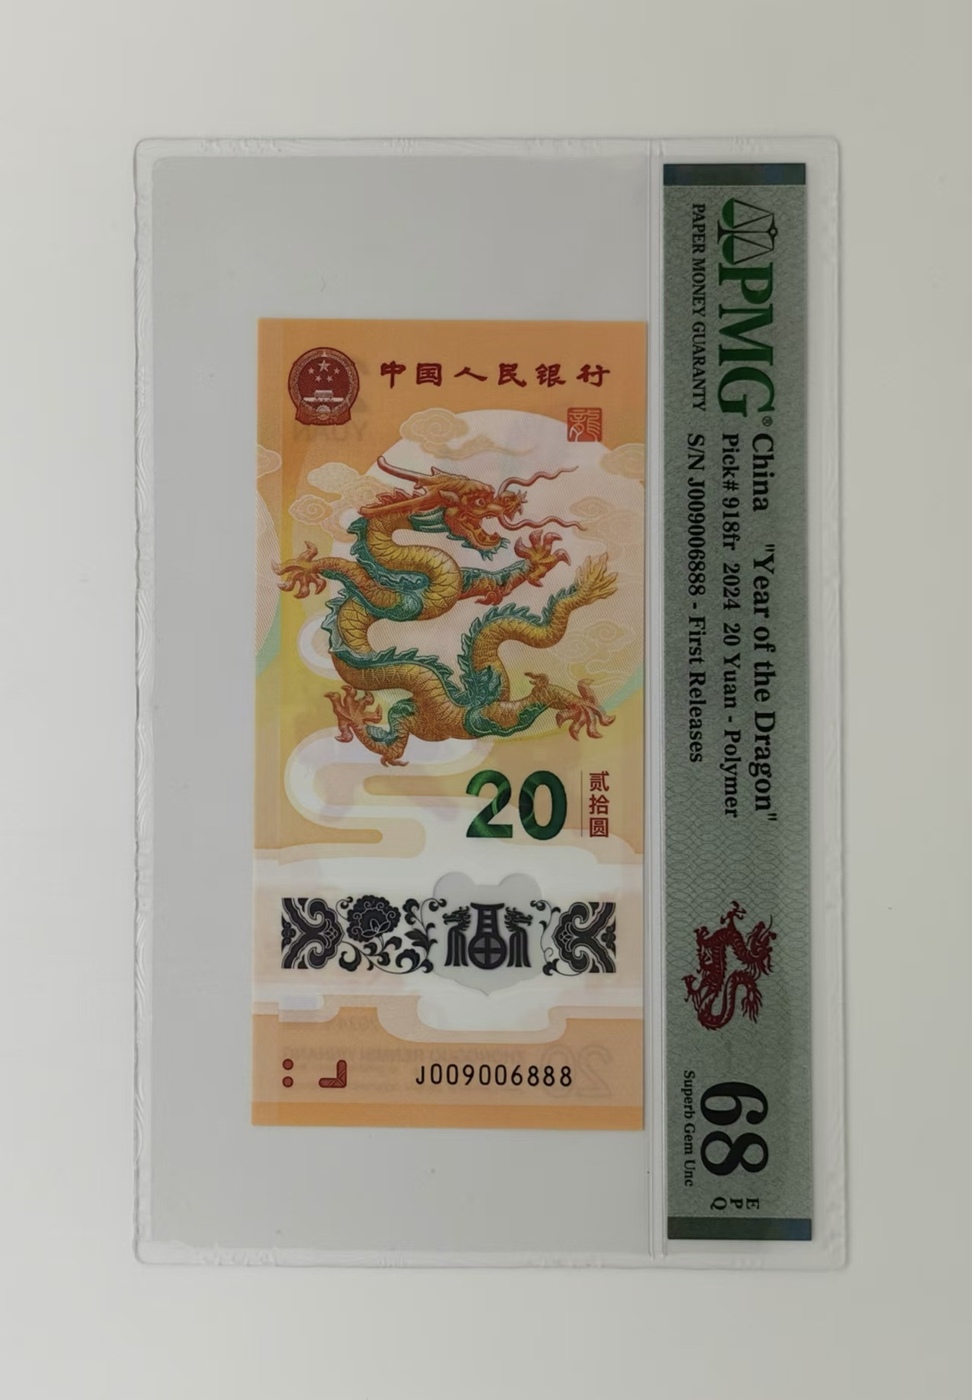 中国人民银行
龍
20
贰拾圆
J009006888
PMG®
PAPER MONEY GUARANTY
China "Year of the Dragon"
Pick# 918fr 2024 20 Yuan - Polymer
S/N J009006888 - First Releases
68
EPQ
Superb Gem Unc